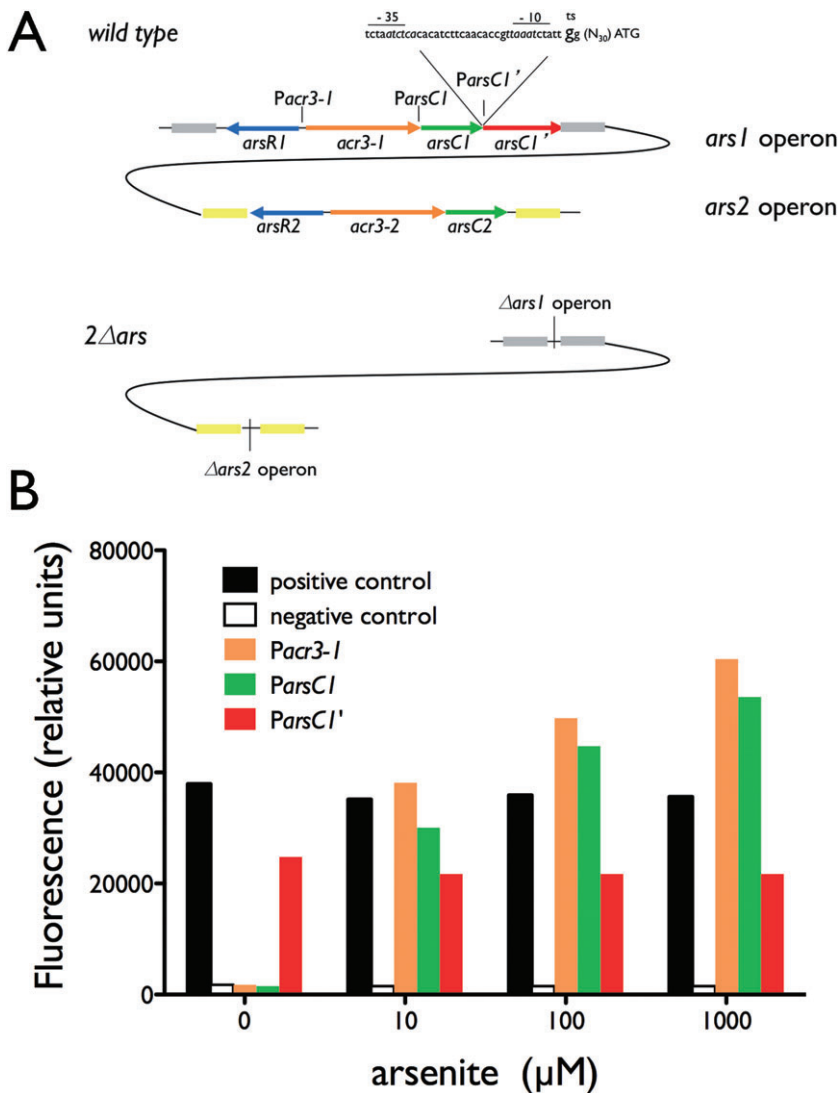 A
wild type
- 35 - 10 ts
tctaatctcacacatcttcaacaccgttaaatctatt gg (N30) ATG
Pacr3-1 ParsC1 ParsC1'
arsR1 acr3-1 arsC1 arsC1' ars1 operon
arsR2 acr3-2 arsC2 ars2 operon
2Δars
Δars1 operon
Δars2 operon
B
Fluorescence (relative units)
80000
60000
40000
20000
0
positive control
negative control
Pacr3-1
ParsC1
ParsC1'
0 10 100 1000
arsenite (μM)